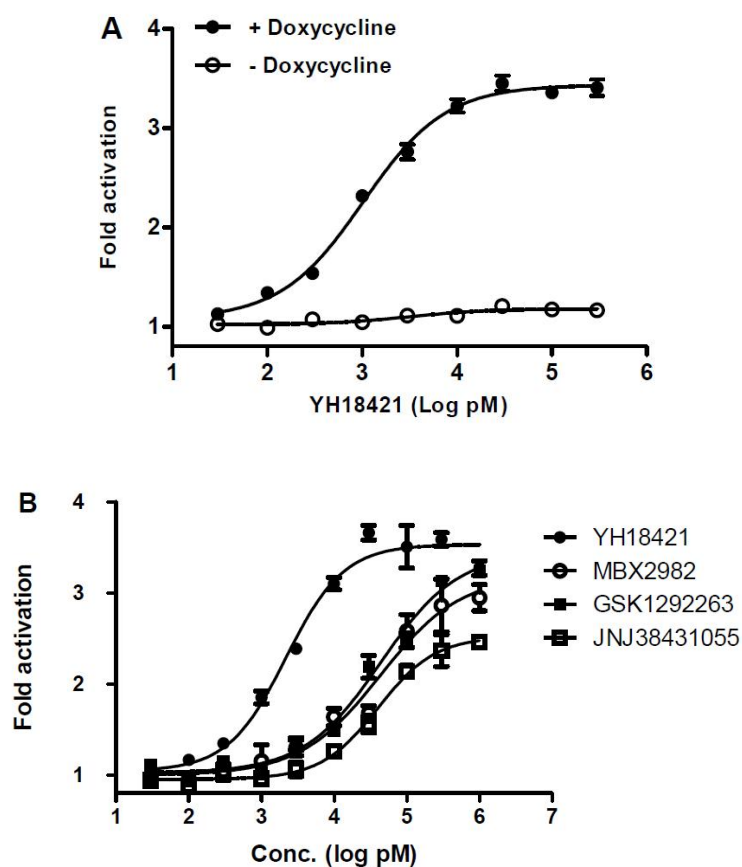 A
+ Doxycycline
- Doxycycline
4
3
2
1
Fold activation
1 2 3 4 5 6
YH18421 (Log pM)
B
4
3
2
1
Fold activation
YH18421
MBX2982
GSK1292263
JNJ38431055
1 2 3 4 5 6 7
Conc. (log pM)